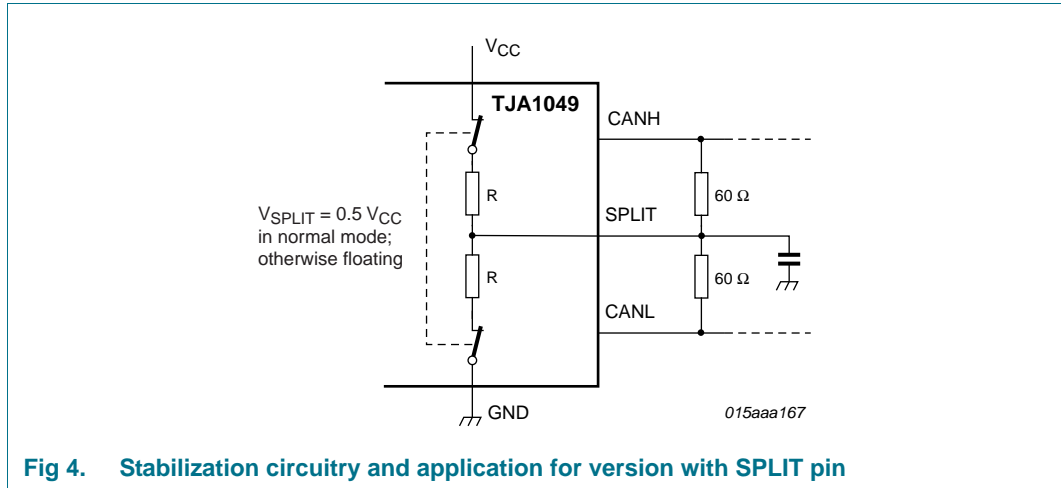 VCC
TJA1049
CANH
R
60 Ω
VSPLIT = 0.5 VCC
in normal mode;
otherwise floating
SPLIT
R
60 Ω
CANL
GND
015aaa167
Fig 4. Stabilization circuitry and application for version with SPLIT pin